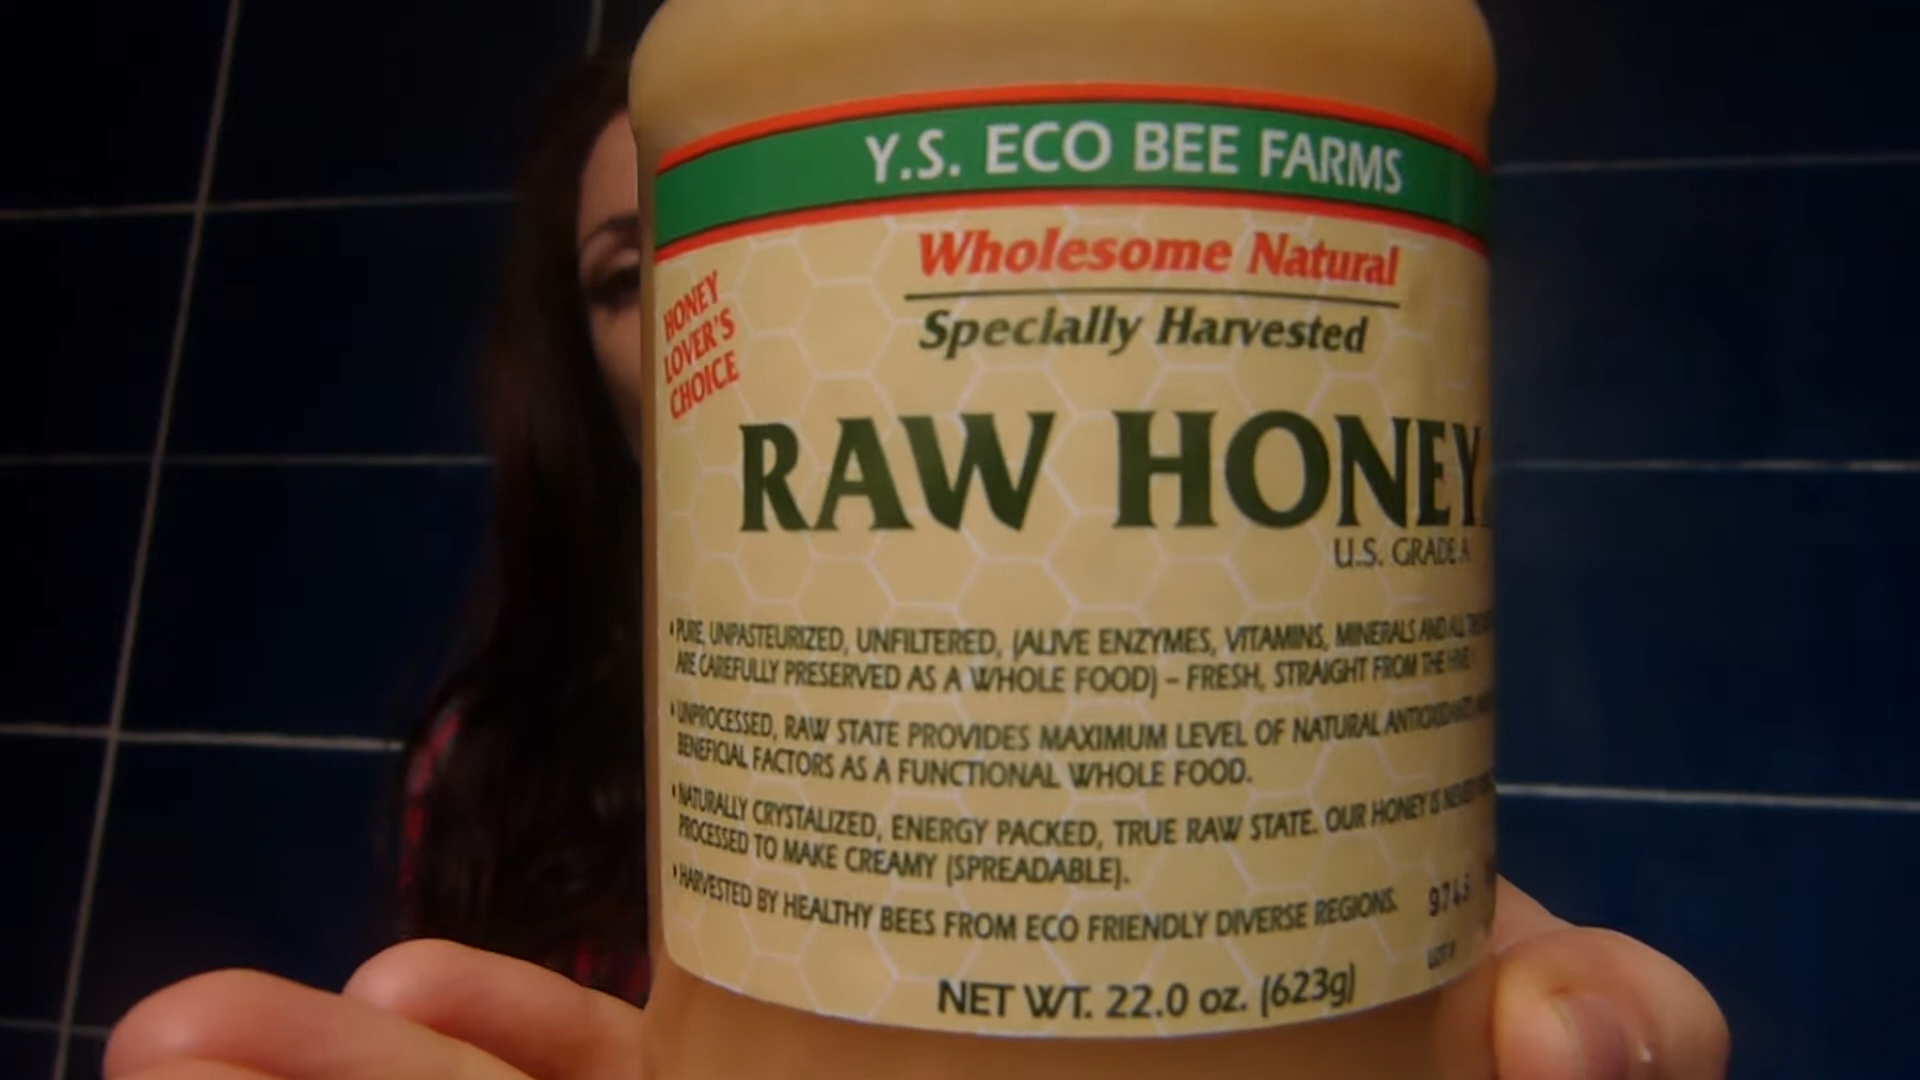 Y.S. ECO BEE FARMS
Wholesome Natural
Specially Harvested
HONEY
LOVER'S
CHOICE
RAW HONEY
U.S. GRADE A
• PURE, UNPASTEURIZED, UNFILTERED, (ALIVE ENZYMES, VITAMINS, MINERALS AND ALL
ARE CAREFULLY PRESERVED AS A WHOLE FOOD) – FRESH, STRAIGHT FROM THE HIVE
• UNPROCESSED, RAW STATE PROVIDES MAXIMUM LEVEL OF NATURAL ANTIOXIDANTS
BENEFICIAL FACTORS AS A FUNCTIONAL WHOLE FOOD.
• NATURALLY CRYSTALIZED, ENERGY PACKED, TRUE RAW STATE. OUR HONEY IS NEVER
PROCESSED TO MAKE CREAMY (SPREADABLE).
• HARVESTED BY HEALTHY BEES FROM ECO FRIENDLY DIVERSE REGIONS.
LOT #
NET WT. 22.0 oz. (623g)